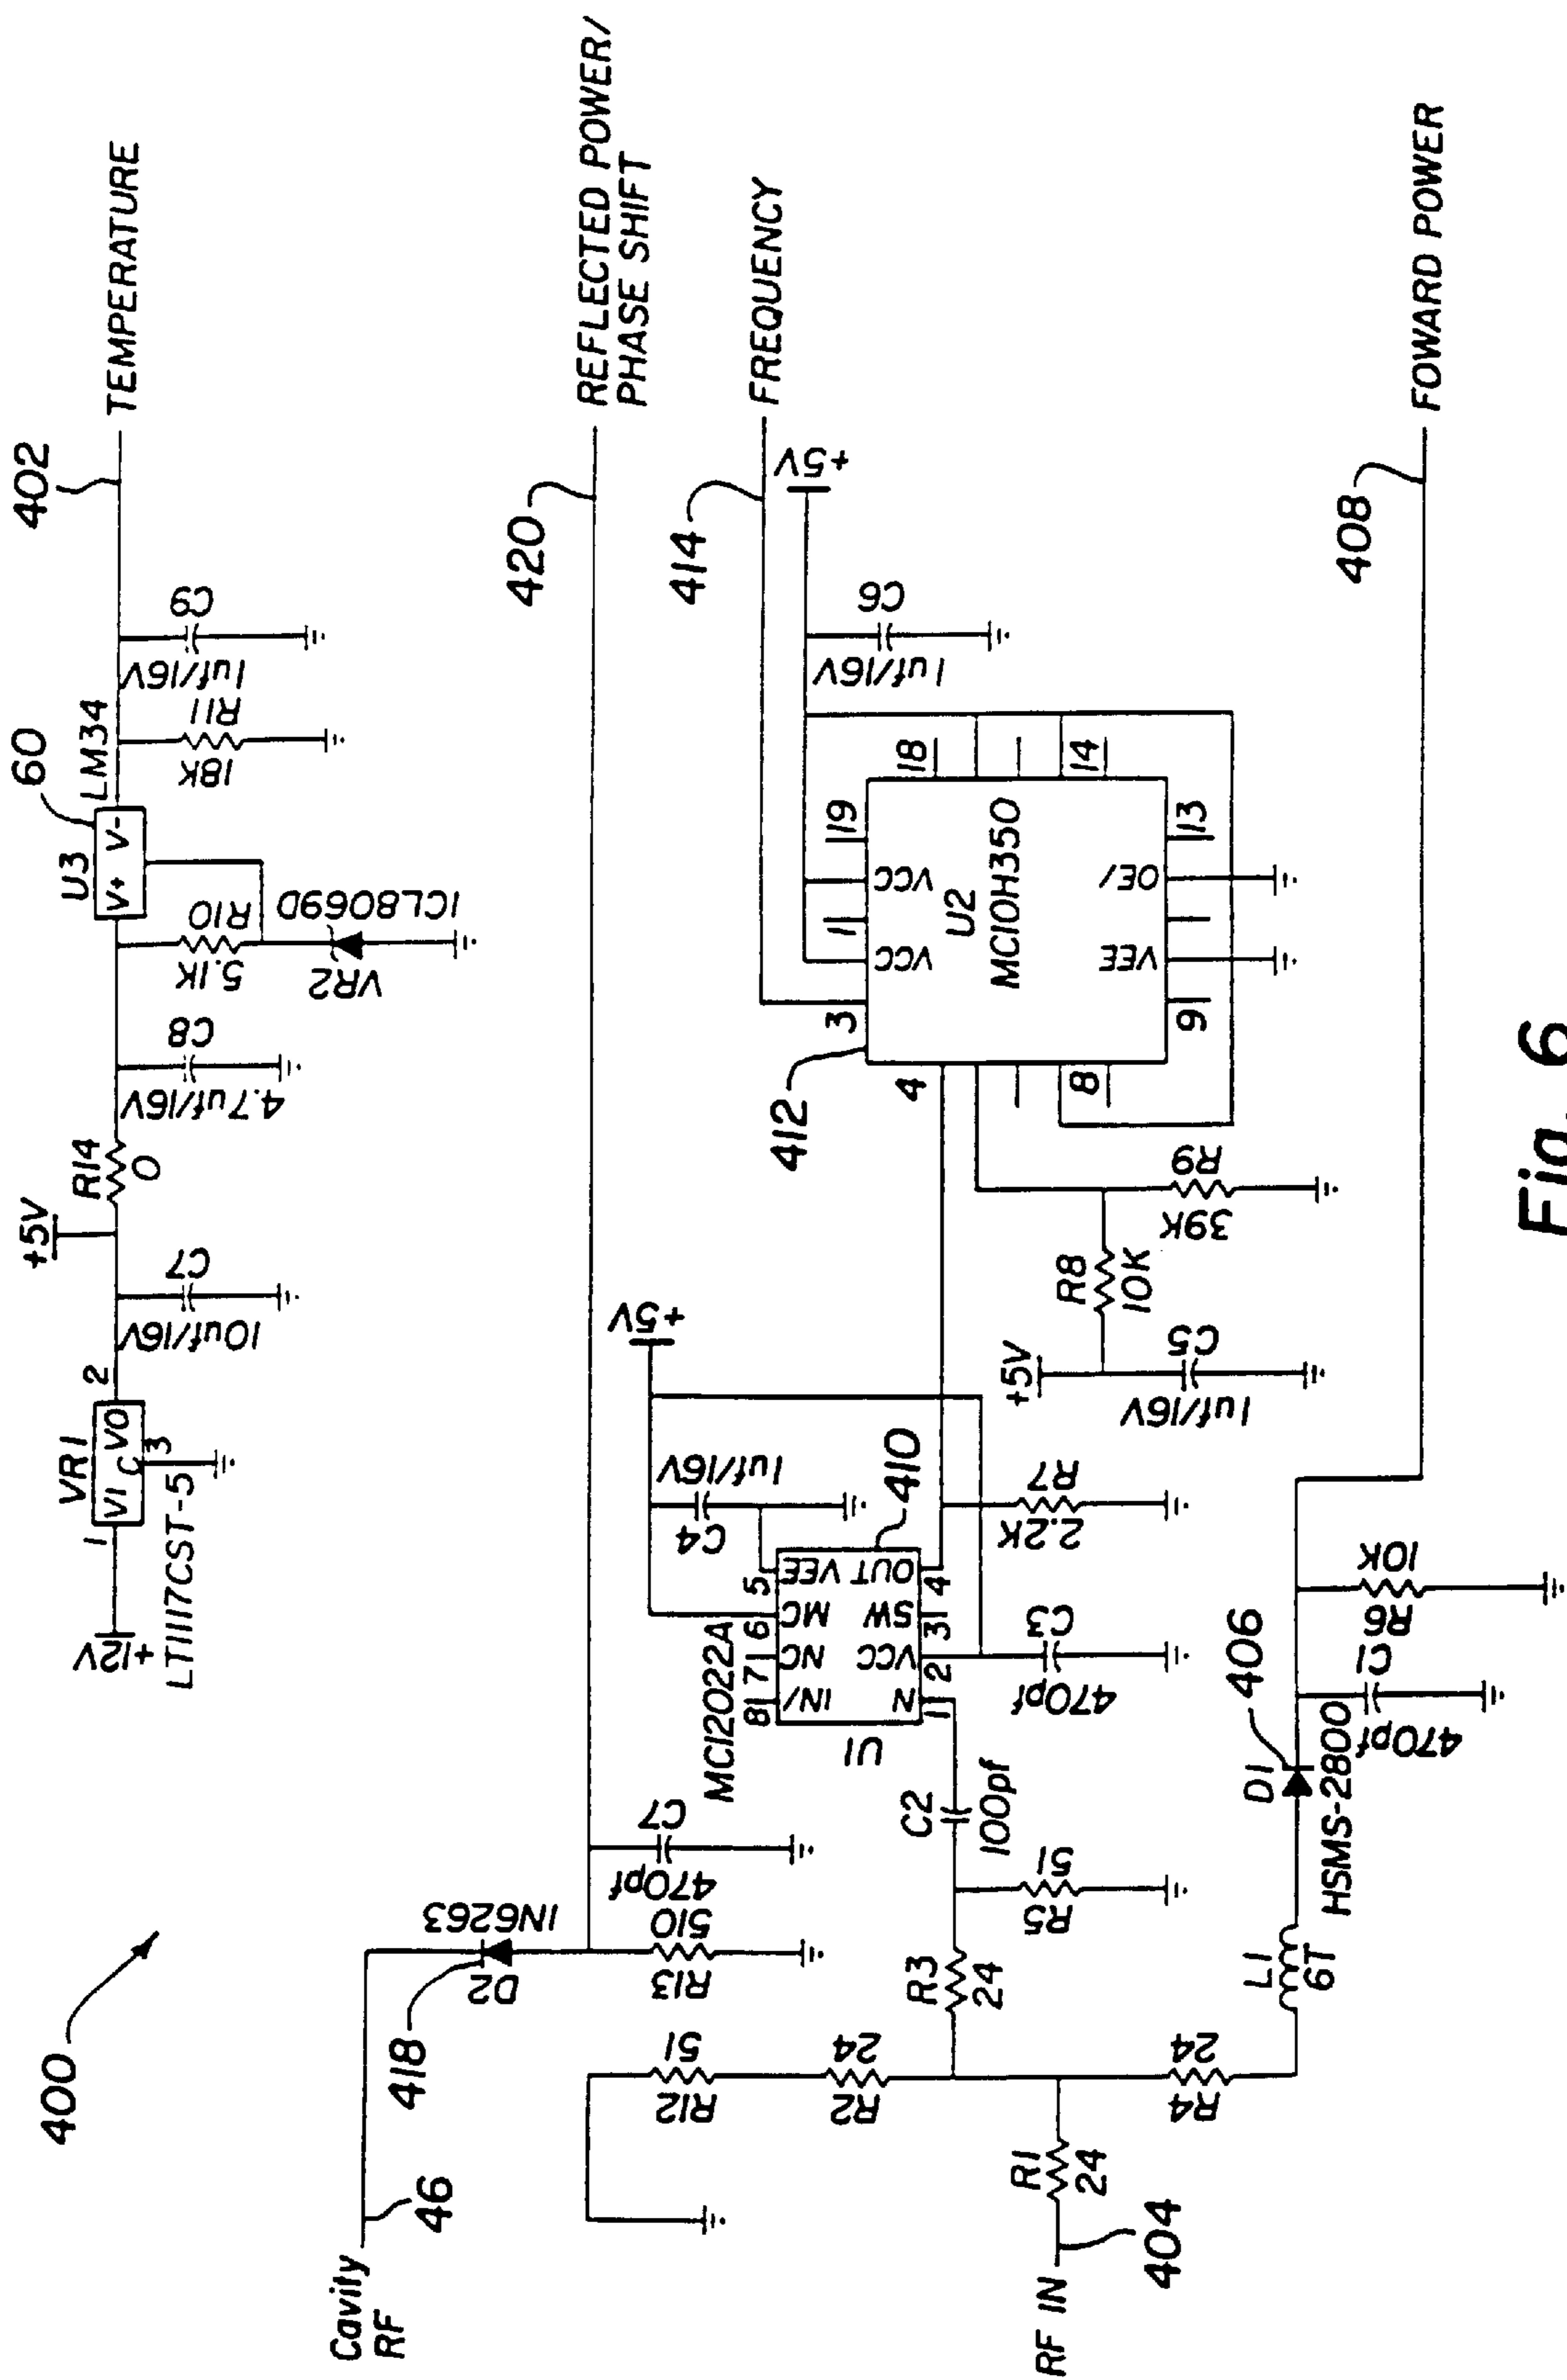 400
402
TEMPERATURE
60
U3
V+ V-
LM34
C9
1uf/16V
R11
18K
R10
5.1K
ICL8069D
VR2
C8
4.7uf/16V
R14
0
+5V
C7
10uf/16V
2
VR1
VI VO
C
3
1
LT1117CST-5
+12V
Cavity
RF
46
418
D2
1N6263
R13
510
C7
470pf
420
REFLECTED POWER/
PHASE SHIFT
R12
51
R2
24
R1
24
RF IN
404
R3
24
R5
51
C2
100pf
U1
MC12022A
8 7 6 5
IN/ NC MC VEE
N VCC SW OUT
1 2 3 4
410
C4
1uf/16V
+5V
C3
470pf
R7
2.2K
+5V
C5
1uf/16V
R8
10K
R9
39K
412
4
3
VCC
1
VCC
19
18
14
13
OE/
VEE
9
8
U2
MC10H350
C6
1uf/16V
+5V
414
FREQUENCY
R4
24
L1
6T
D1
HSMS-2800
406
C1
470pf
R6
10K
408
FOWARD POWER
Fig. 6